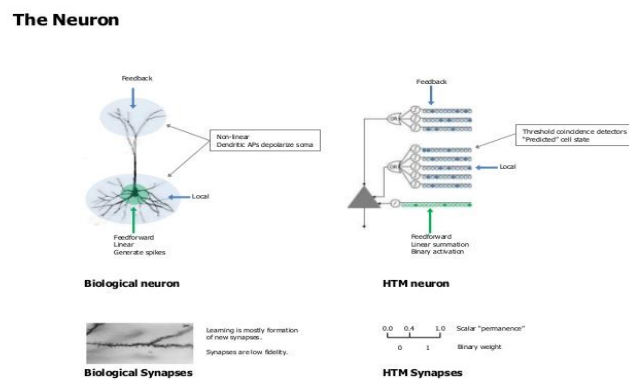 The Neuron
Feedback
Non-linear
Dendritic APs depolarize soma
Local
Feedforward
Linear
Generate spikes
Biological neuron
Feedback
OR
Threshold coincidence detectors
"Predicted" cell state
OR
Local
Feedforward
Linear summation
Binary activation
HTM neuron
Learning is mostly formation
of new synapses.
Synapses are low fidelity.
Biological Synapses
0.0 0.4 1.0 Scalar "permanence"
0 1 Binary weight
HTM Synapses